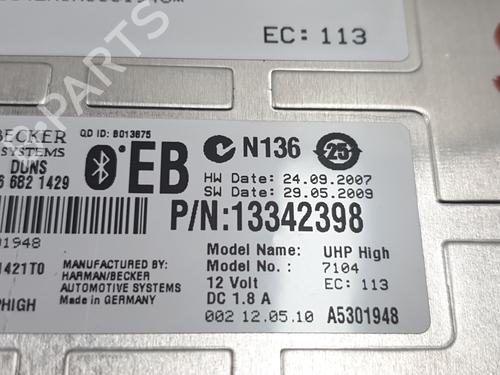 EC: 113
BECKER
SYSTEMS
QD ID: B013675
DUNS
6 682 1429
EB
N136
25
HW Date: 24.09.2007
SW Date: 29.05.2009
P/N:13342398
01948
1421T0
PHIGH
MANUFACTURED BY:
HARMAN/BECKER
AUTOMOTIVE SYSTEMS
Made in GERMANY
Model Name: UHP High
Model No.: 7104
12 Volt EC: 113
DC 1.8 A
002 12.05.10 A5301948
B-PARTS